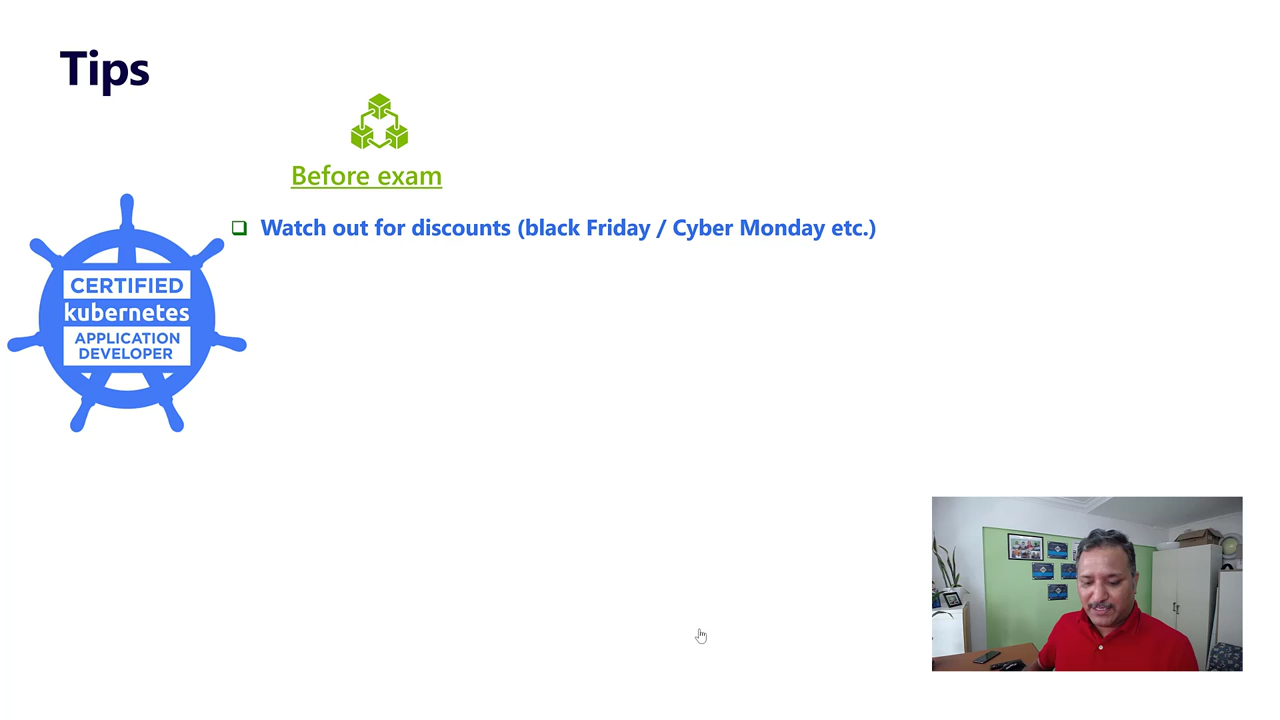 Tips
Before exam
Watch out for discounts (black Friday / Cyber Monday etc.)
CERTIFIED
kubernetes
APPLICATION
DEVELOPER